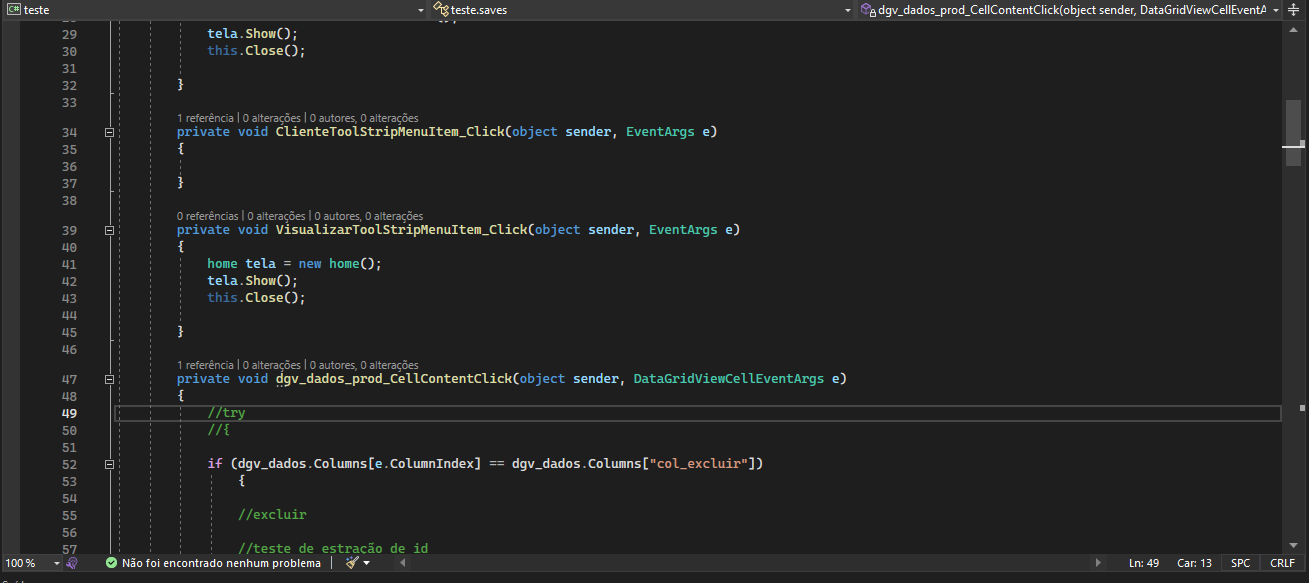 teste
teste.saves
dgv_dados_prod_CellContentClick(object sender, DataGridViewCellEventA
29 tela.Show();
30 this.Close();
31
32 }
33
1 referência | 0 alterações | 0 autores, 0 alterações
34 private void ClienteToolStripMenuItem_Click(object sender, EventArgs e)
35 {
36
37 }
38
0 referências | 0 alterações | 0 autores, 0 alterações
39 private void VisualizarToolStripMenuItem_Click(object sender, EventArgs e)
40 {
41 home tela = new home();
42 tela.Show();
43 this.Close();
44
45 }
46
1 referência | 0 alterações | 0 autores, 0 alterações
47 private void dgv_dados_prod_CellContentClick(object sender, DataGridViewCellEventArgs e)
48 {
49 //try
50 //{
51
52 if (dgv_dados.Columns[e.ColumnIndex] == dgv_dados.Columns["col_excluir"])
53 {
54
55 //excluir
56
57 //teste de estração de id
100 % Não foi encontrado nenhum problema Ln: 49 Car: 13 SPC CRLF